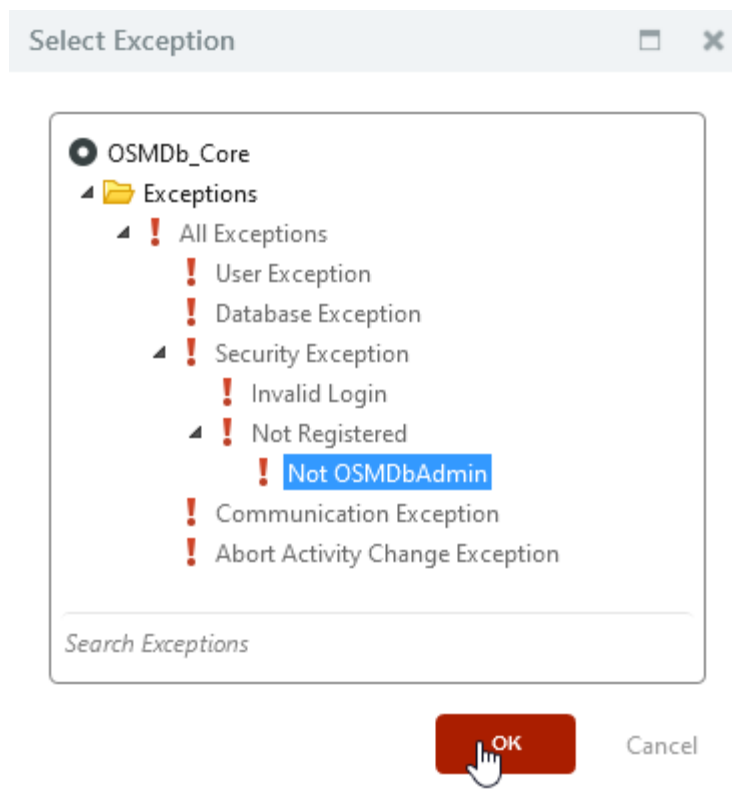 Select Exception
OSMDb_Core
Exceptions
All Exceptions
User Exception
Database Exception
Security Exception
Invalid Login
Not Registered
Not OSMDbAdmin
Communication Exception
Abort Activity Change Exception
Search Exceptions
OK Cancel